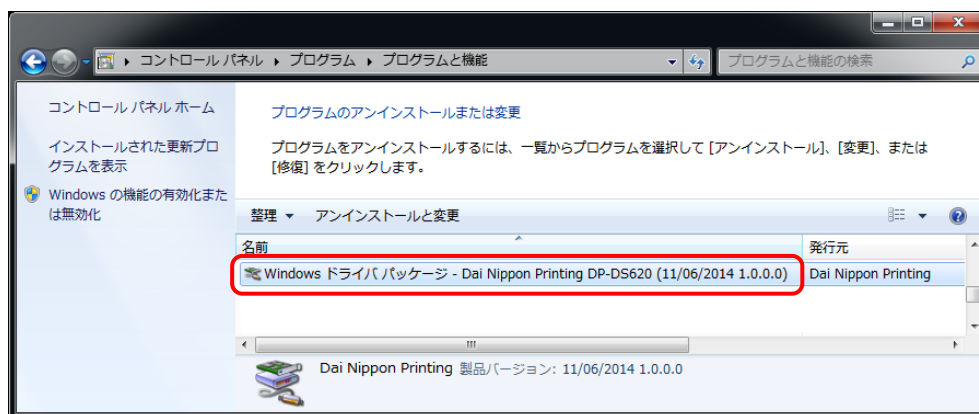 コントロール パネル ▸ プログラム ▸ プログラムと機能
プログラムと機能の検索
コントロール パネル ホーム
インストールされた更新プロ
グラムを表示
Windows の機能の有効化また
は無効化
プログラムのアンインストールまたは変更
プログラムをアンインストールするには、一覧からプログラムを選択して [アンインストール]、[変更]、または
[修復] をクリックします。
整理 ▼ アンインストールと変更
名前 発行元
Windows ドライバ パッケージ - Dai Nippon Printing DP-DS620 (11/06/2014 1.0.0.0) Dai Nippon Printing
Dai Nippon Printing 製品バージョン: 11/06/2014 1.0.0.0